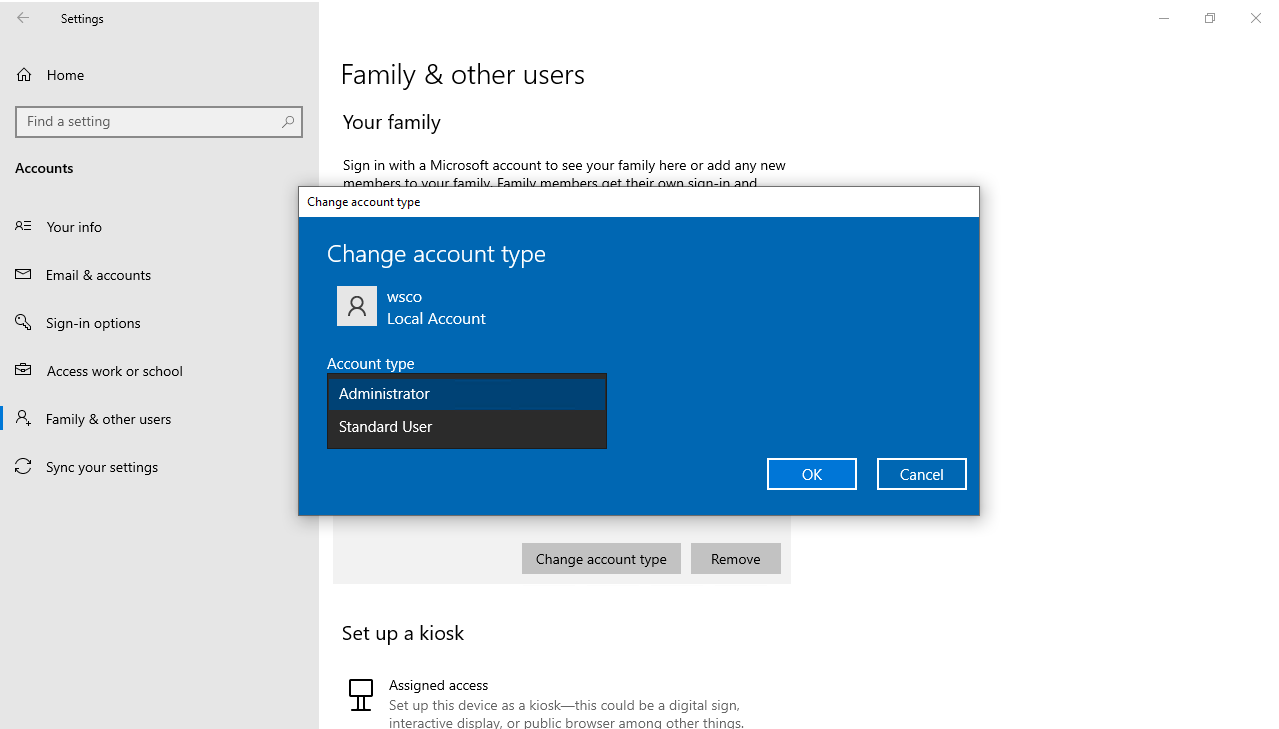 Settings
Home
Find a setting
Accounts
Your info
Email & accounts
Sign-in options
Access work or school
Family & other users
Sync your settings
Family & other users
Your family
Sign in with a Microsoft account to see your family here or add any new
members to your family. Family members get their own sign-in and
Change account type
Change account type
wsco
Local Account
Account type
Administrator
Standard User
OK
Cancel
Change account type
Remove
Set up a kiosk
Assigned access
Set up this device as a kiosk—this could be a digital sign,
interactive display, or public browser among other things.